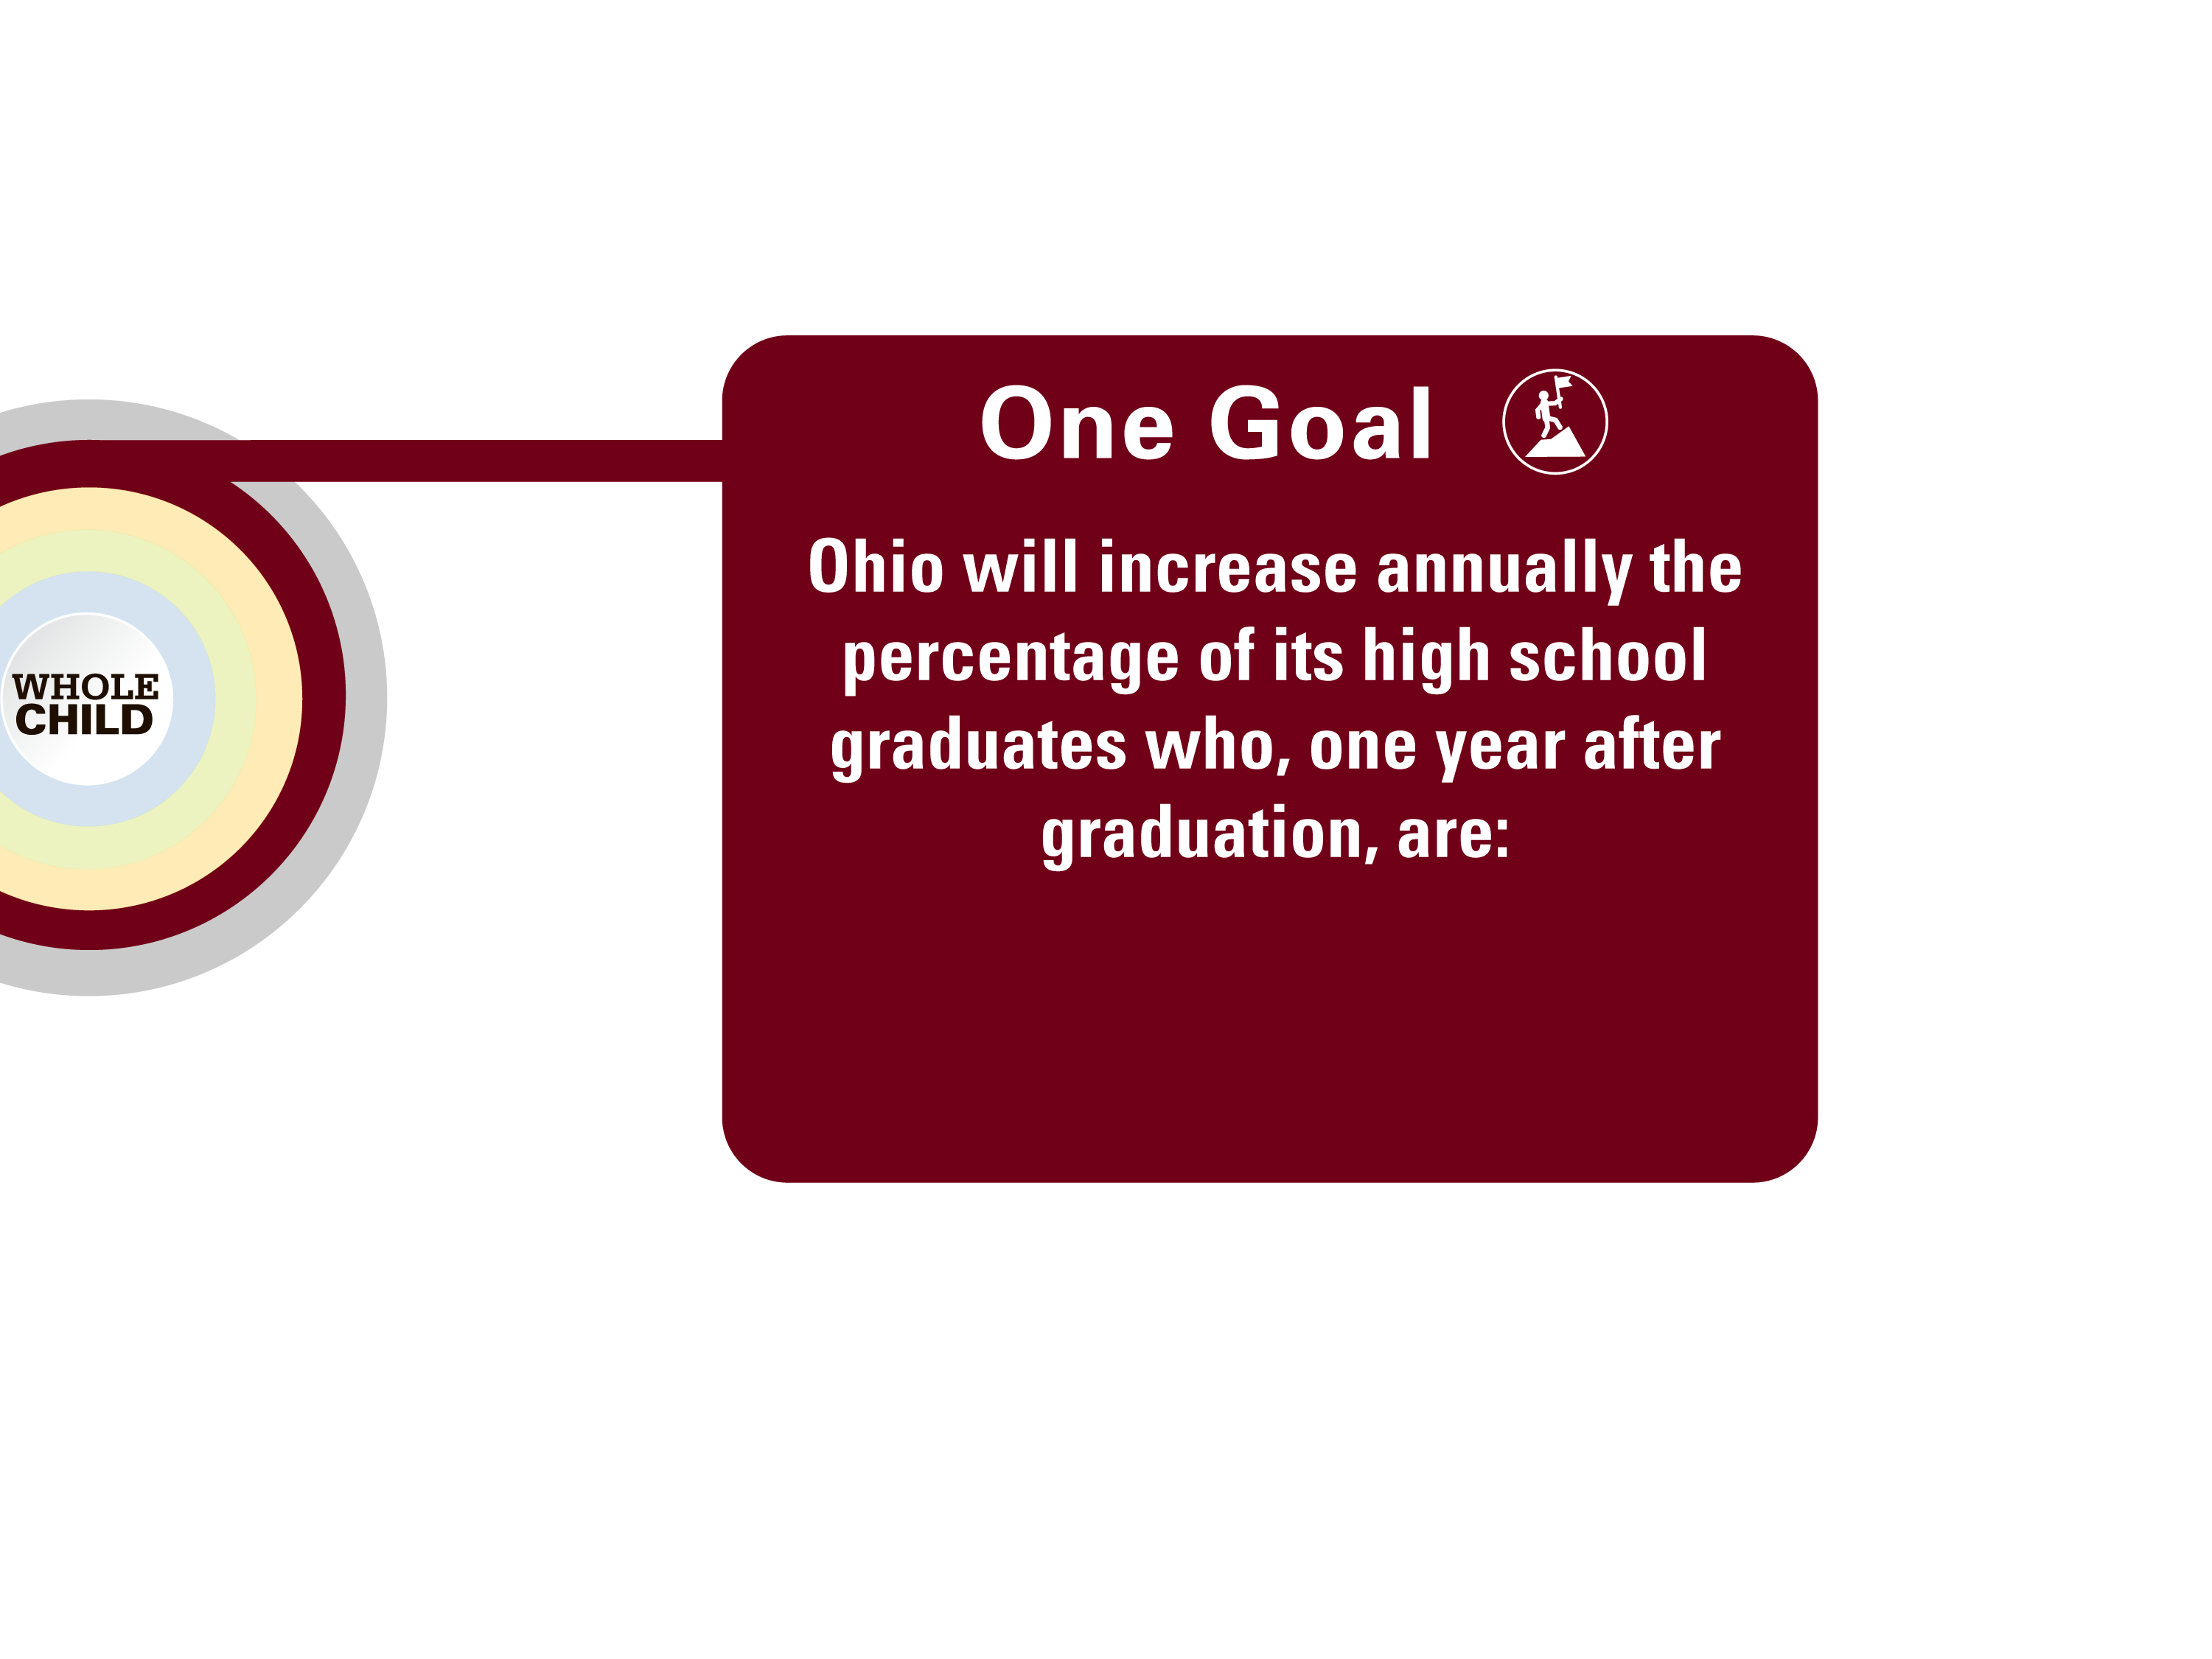 One Goal
Ohio will increase annually the
percentage of its high school
graduates who, one year after
graduation, are:
WHOLE
CHILD